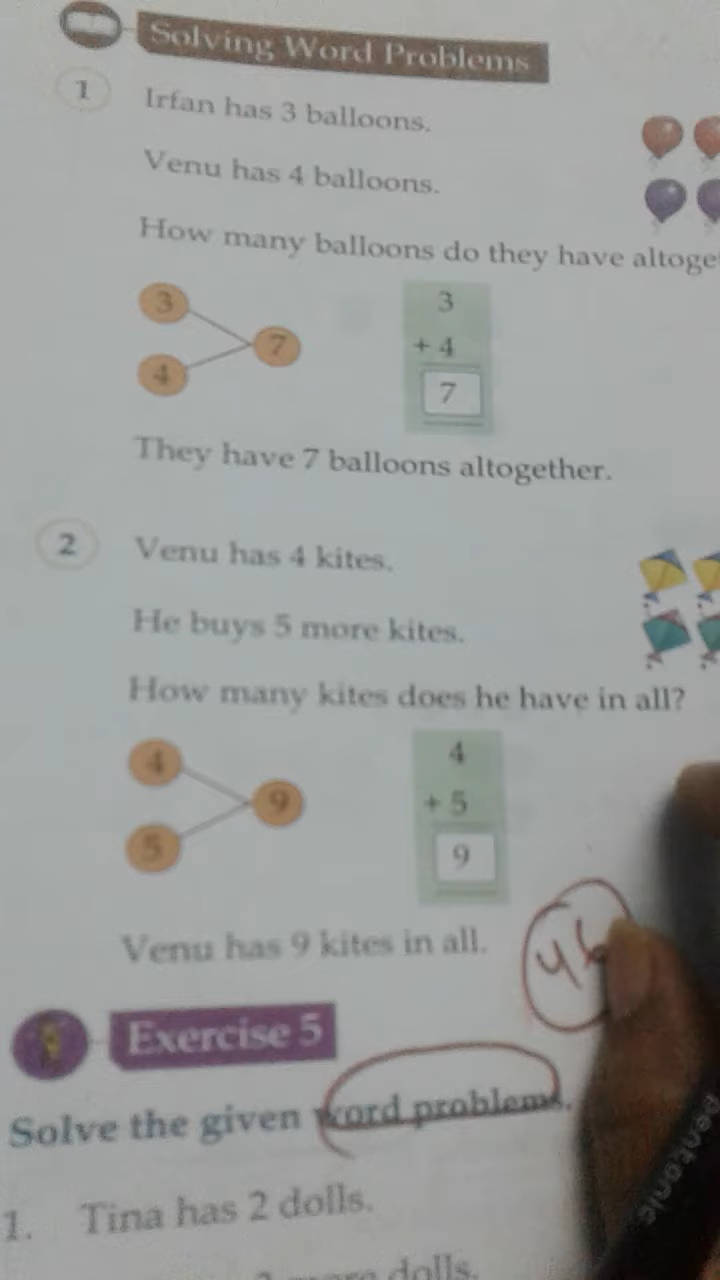 Solving Word Problems
1 Irfan has 3 balloons.
Venu has 4 balloons.
How many balloons do they have
3
4
7
3
+ 4
7
They have 7 balloons altogether.
2 Venu has 4 kites.
He buys 5 more kites.
How many kites does he have in all?
4
5
9
4
+ 5
9
Venu has 9 kites in all.
Exercise 5
Solve the given word problems.
1. Tina has 2 dolls.
more dolls.
pentonic